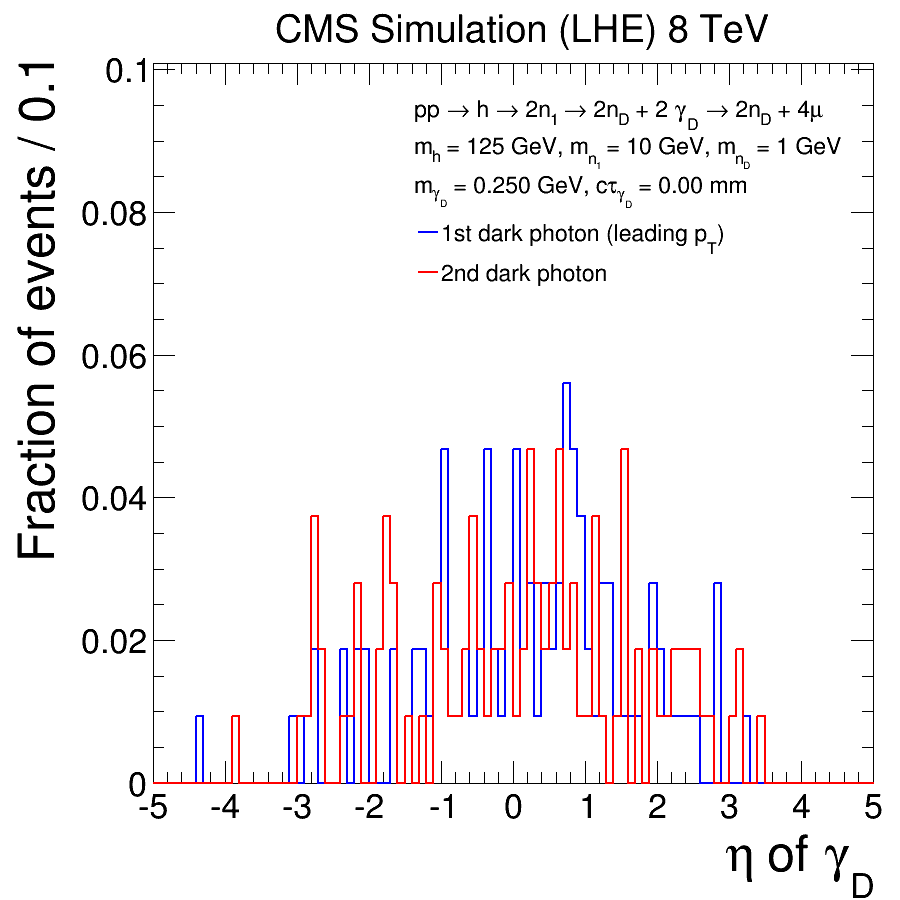 CMS Simulation (LHE) 8 TeV
Fraction of events / 0.1
pp → h → 2n1 → 2nD + 2 γD → 2nD + 4μ
mh = 125 GeV, mn1 = 10 GeV, mnD = 1 GeV
mγD = 0.250 GeV, cτγD = 0.00 mm
1st dark photon (leading pT)
2nd dark photon
0.1
0.08
0.06
0.04
0.02
0
-5 -4 -3 -2 -1 0 1 2 3 4 5
η of γD